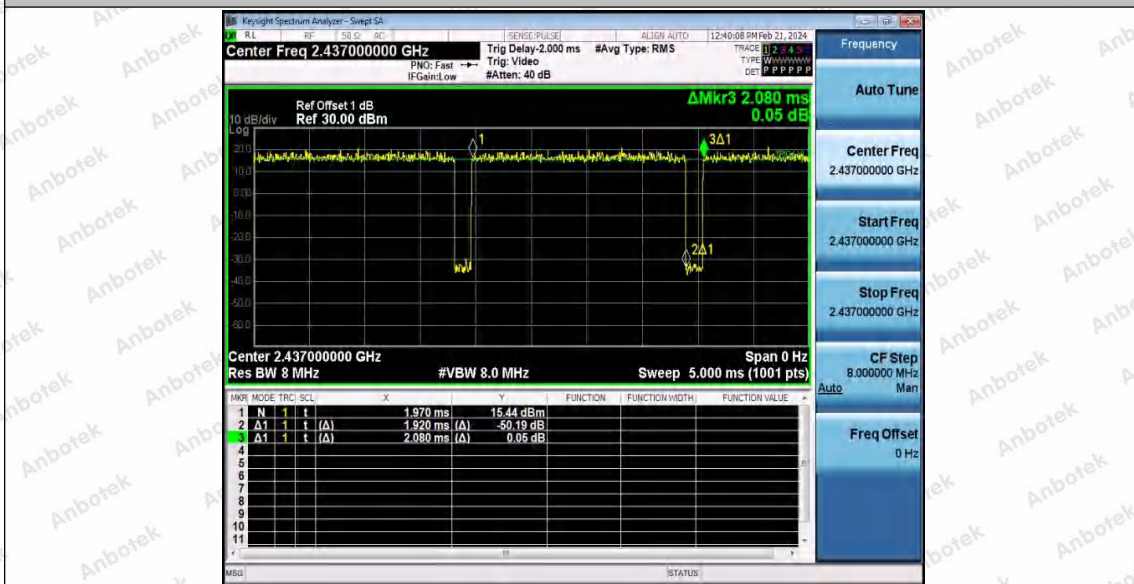 Keysight Spectrum Analyzer - Swept SA
RL RF 50 Ω AC SENSE:PULSE ALIGN AUTO 12:40:08 PM Feb 21, 2024
Center Freq 2.437000000 GHz
PNO: Fast
IFGain:Low
Trig Delay-2.000 ms
Trig: Video
#Atten: 40 dB
#Avg Type: RMS
TRACE 1 2 3 4 5 6
TYPE WWWWWW
DET P P P P P P
ΔMkr3 2.080 ms
0.05 dB
Ref Offset 1 dB
10 dB/div Ref 30.00 dBm
Log
20.0
10.0
0.00
-10.0
-20.0
-30.0
-40.0
-50.0
-60.0
1
3Δ1
2Δ1
Center 2.437000000 GHz Span 0 Hz
Res BW 8 MHz #VBW 8.0 MHz Sweep 5.000 ms (1001 pts)
MKR MODE TRC SCL X Y FUNCTION FUNCTION WIDTH FUNCTION VALUE
1 N 1 t 1.970 ms 15.44 dBm
2 Δ1 1 t (Δ) 1.920 ms (Δ) -50.19 dB
3 Δ1 1 t (Δ) 2.080 ms (Δ) 0.05 dB
4
5
6
7
8
9
10
11
MSG STATUS
Frequency
Auto Tune
Center Freq
2.437000000 GHz
Start Freq
2.437000000 GHz
Stop Freq
2.437000000 GHz
CF Step
8.000000 MHz
Auto Man
Freq Offset
0 Hz
Anbotek